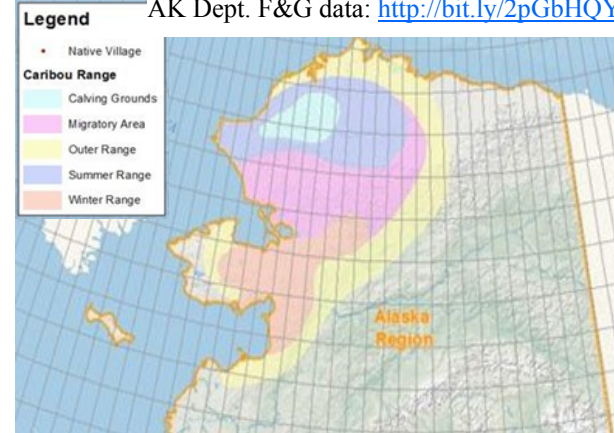 AK Dept. F&G data: http://bit.ly/2pGbHQY
Legend
Native Village
Caribou Range
Calving Grounds
Migratory Area
Outer Range
Summer Range
Winter Range
Alaska
Region